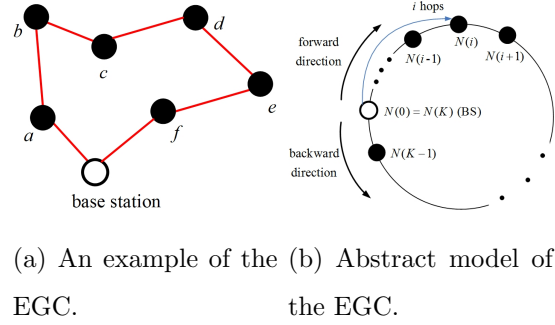 b
d
c
a
f
e
base station
i hops
forward
direction
N(i-1)
N(i)
N(i+1)
N(0) = N(K) (BS)
backward
direction
N(K−1)
(a) An example of the
EGC.
(b) Abstract model of
the EGC.